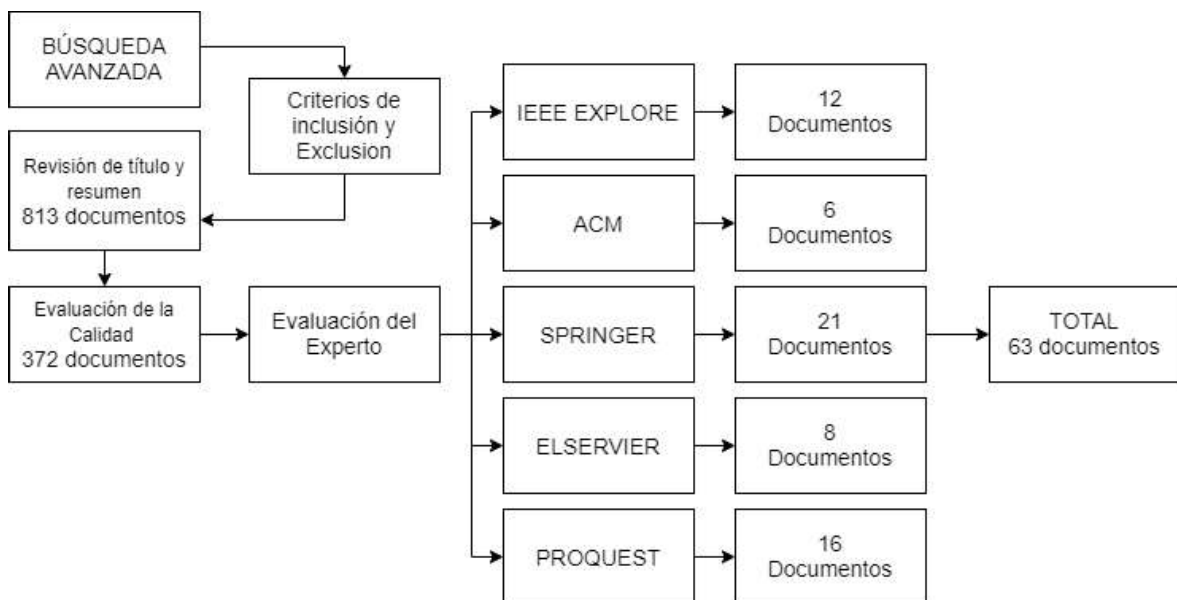 BÚSQUEDA
AVANZADA
Criterios de
inclusión y
Exclusion
Revisión de título y
resumen
813 documentos
Evaluación de la
Calidad
372 documentos
Evaluación del
Experto
IEEE EXPLORE
12
Documentos
ACM
6
Documentos
SPRINGER
21
Documentos
TOTAL
63 documentos
ELSERVIER
8
Documentos
PROQUEST
16
Documentos